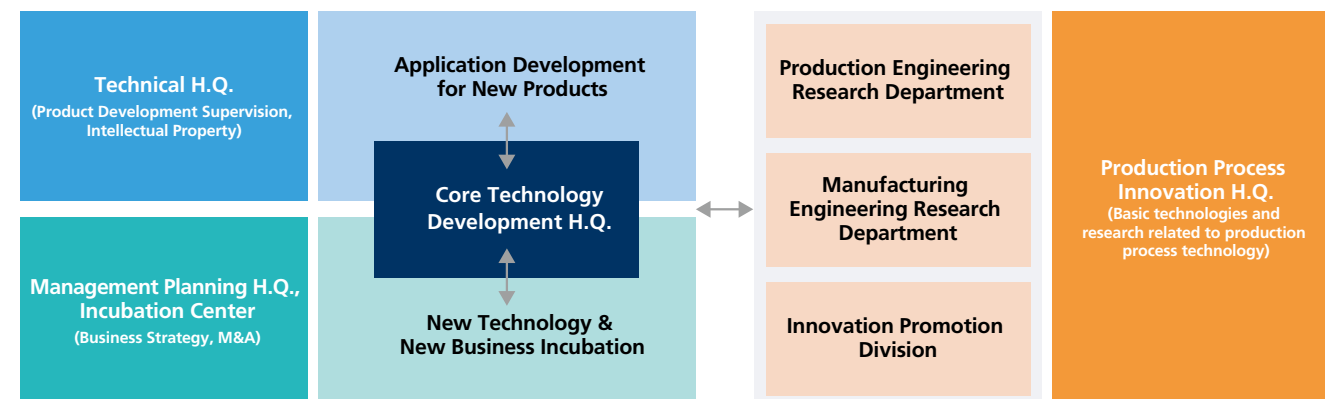 Technical H.Q.
(Product Development Supervision,
Intellectual Property)
Application Development
for New Products
Core Technology
Development H.Q.
Management Planning H.Q.,
Incubation Center
(Business Strategy, M&A)
New Technology &
New Business Incubation
Production Engineering
Research Department
Manufacturing
Engineering Research
Department
Innovation Promotion
Division
Production Process
Innovation H.Q.
(Basic technologies and
research related to production
process technology)